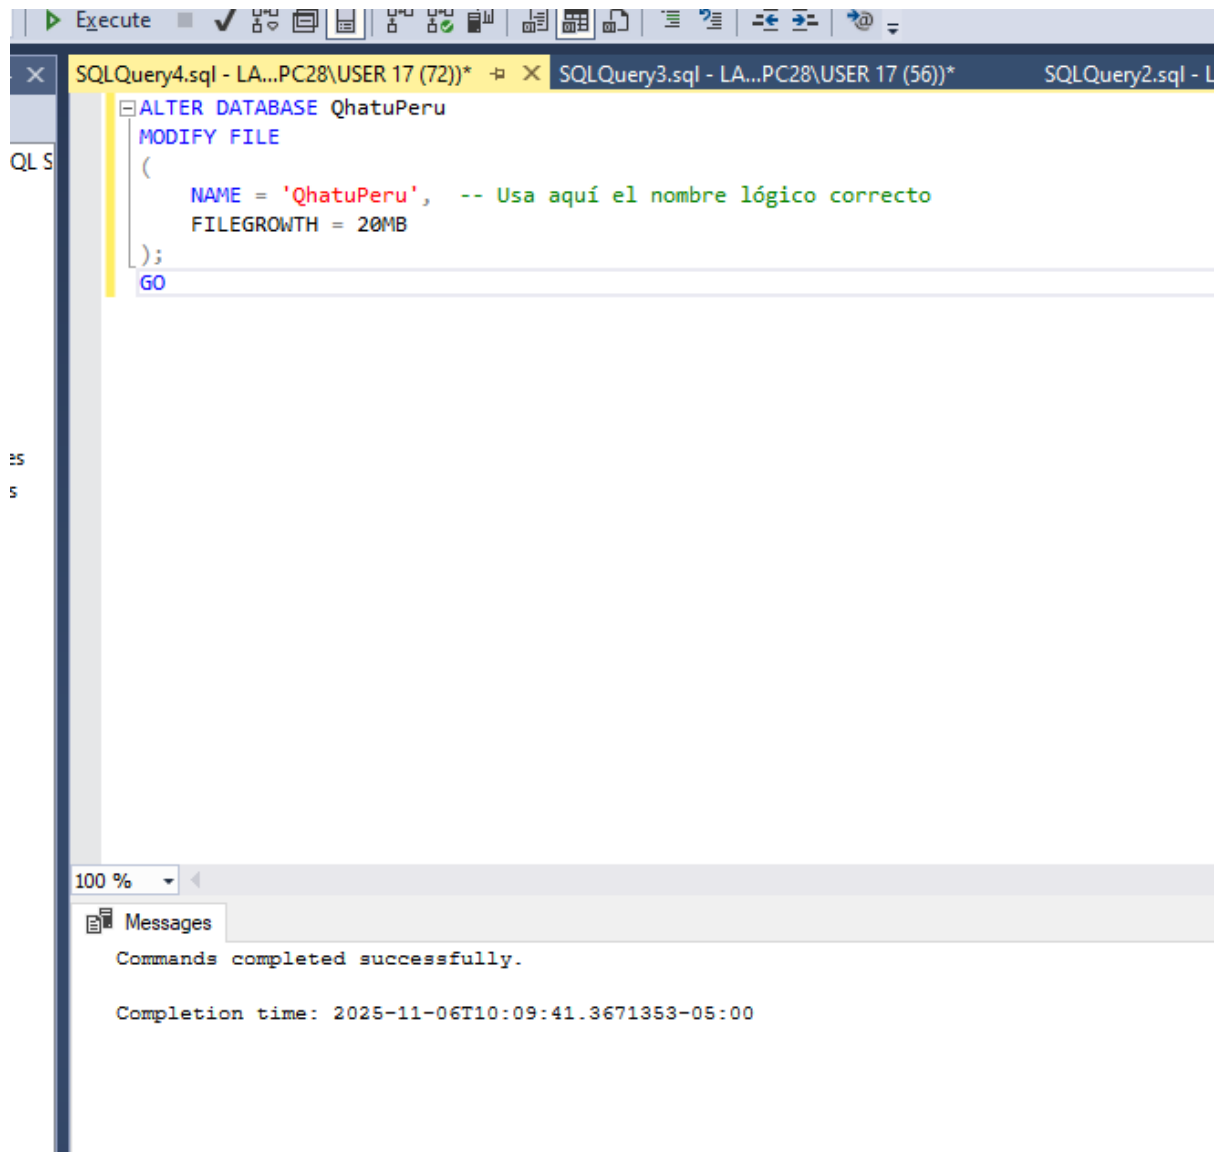 Execute
SQLQuery4.sql - LA...PC28\USER 17 (72))* SQLQuery3.sql - LA...PC28\USER 17 (56))* SQLQuery2.sql - L
ALTER DATABASE QhatuPeru
MODIFY FILE
(
QL S
NAME = 'QhatuPeru', -- Usa aquí el nombre lógico correcto
FILEGROWTH = 20MB
);
GO
es
s
100 %
Messages
Commands completed successfully.
Completion time: 2025-11-06T10:09:41.3671353-05:00